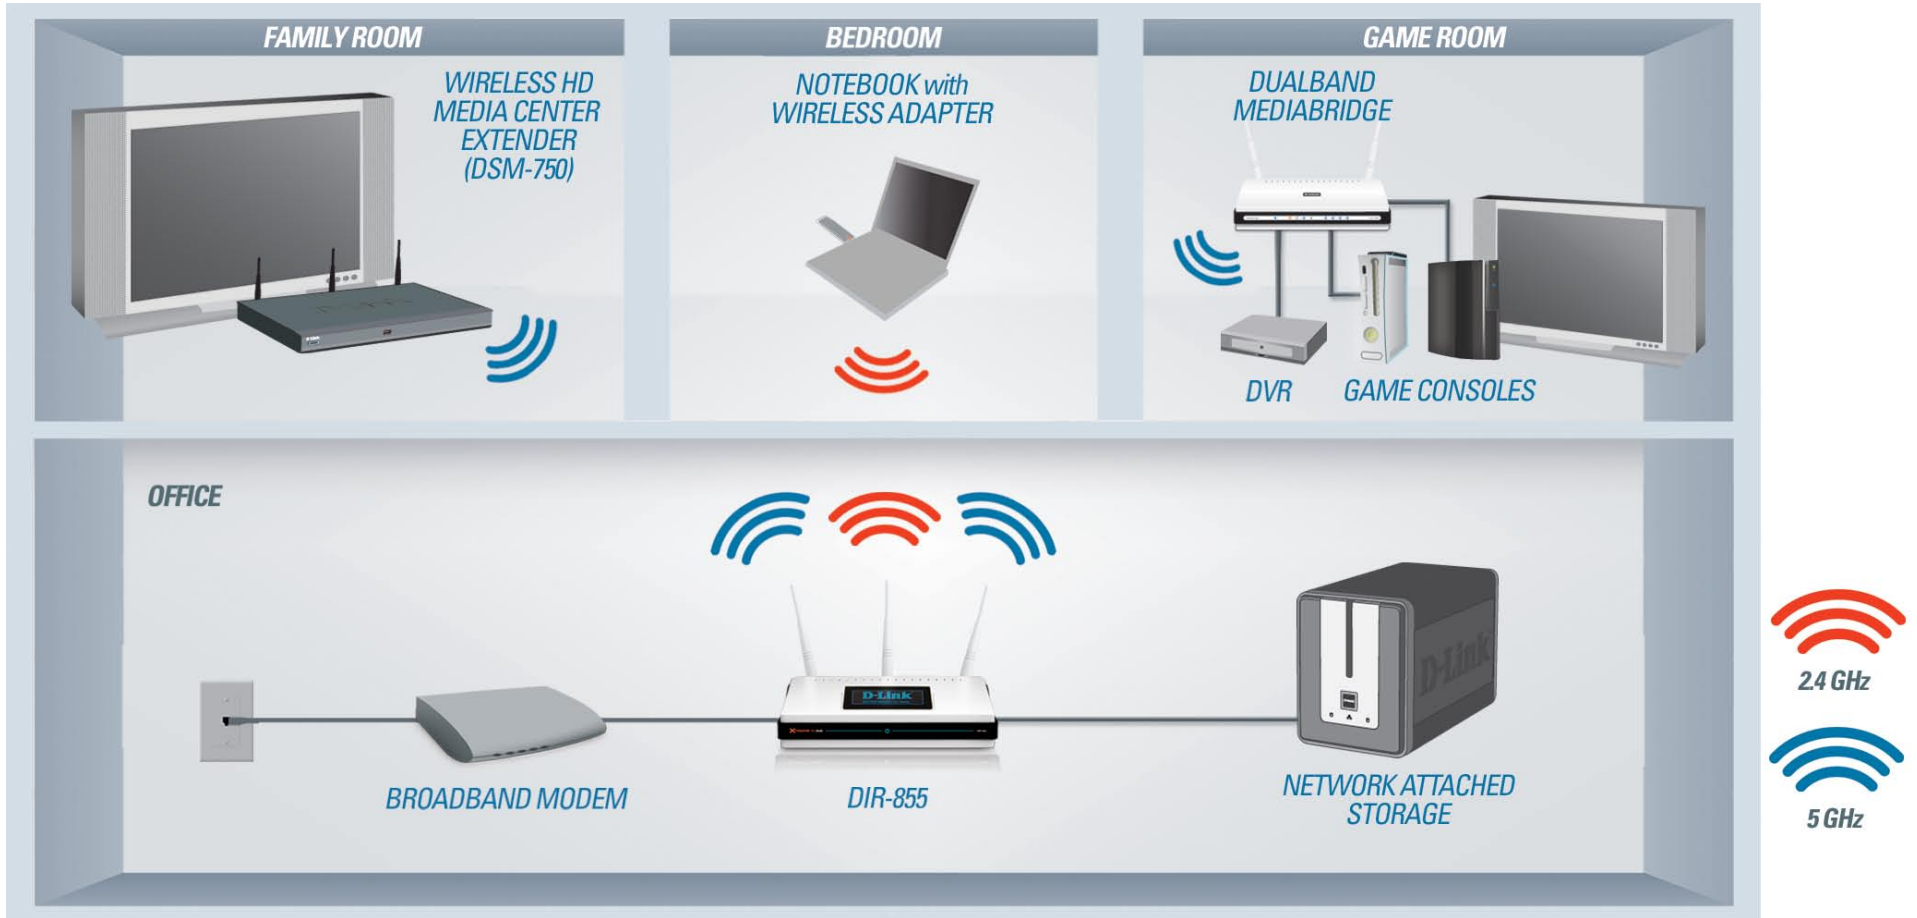 FAMILY ROOM
WIRELESS HD
MEDIA CENTER
EXTENDER
(DSM-750)
BEDROOM
NOTEBOOK with
WIRELESS ADAPTER
GAME ROOM
DUALBAND
MEDIABRIDGE
DVR
GAME CONSOLES
OFFICE
BROADBAND MODEM
D-Link
DIR-855
D-Link
NETWORK ATTACHED
STORAGE
2.4 GHz
5 GHz